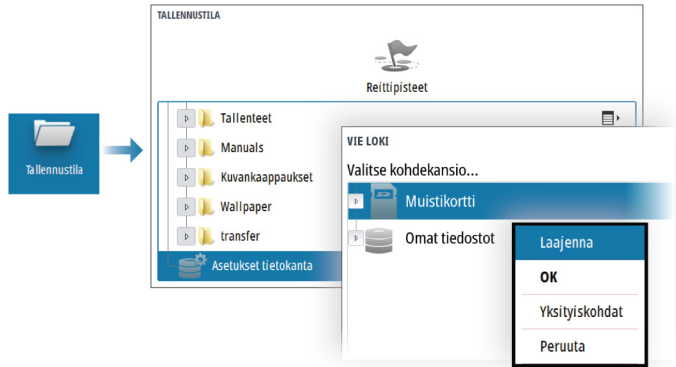 TALLENNUSTILA
Reittipisteet
Tallennustila
Tallenteet
Manuals
Kuvankaappaukset
Wallpaper
transfer
Asetukset tietokanta
VIE LOKI
Valitse kohdekansio...
Muistikortti
Omat tiedostot
Laajenna
OK
Yksityiskohdat
Peruuta